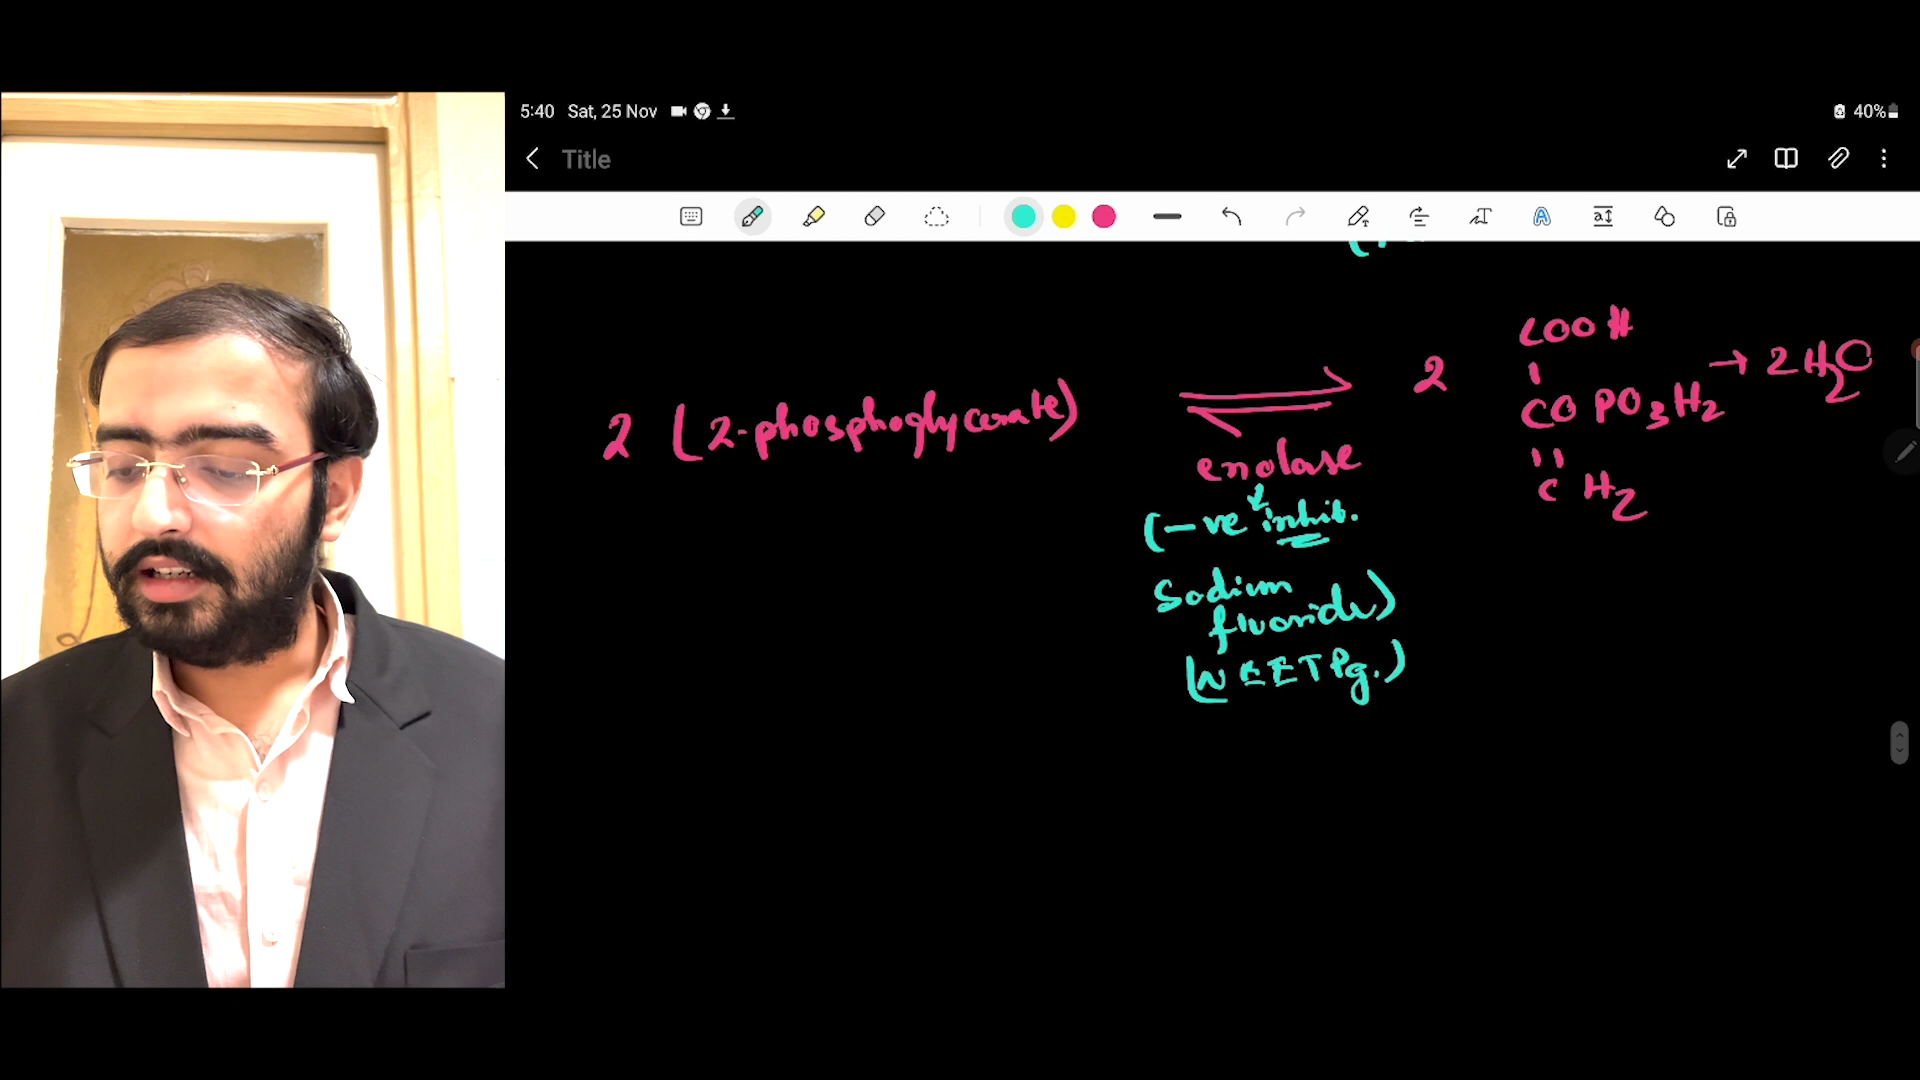 5:40 Sat, 25 Nov
40%
Title
COOH
2 (2-phosphoglycerate)
2
CO PO3H2 → 2H2O
enolase
CH2
(-ve inhib.
Sodium
fluoride)
(NEET Pg.)